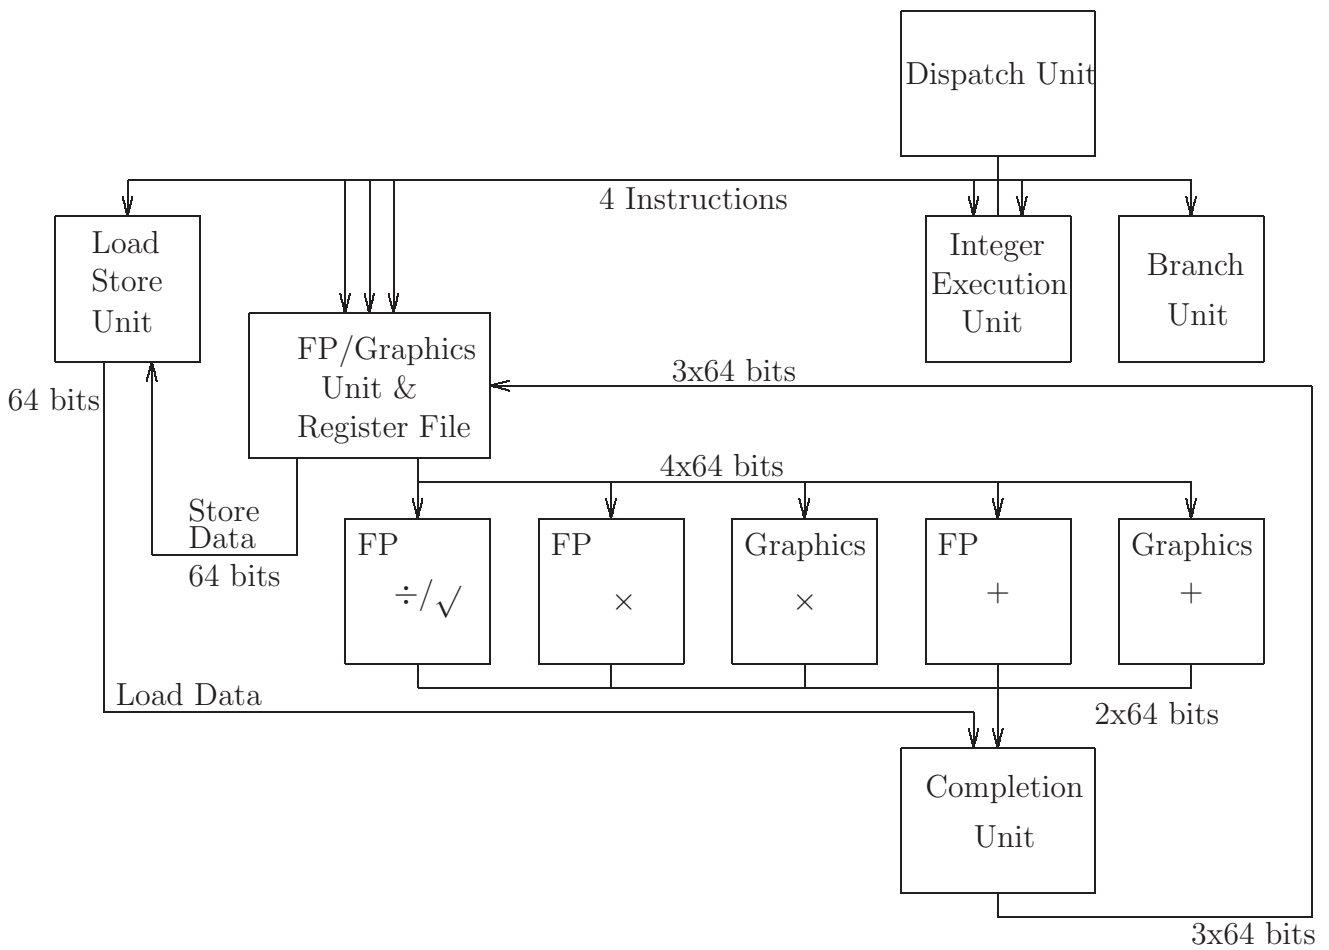 Dispatch Unit
4 Instructions
Load
Store
Unit
Integer
Execution
Unit
Branch
Unit
FP/Graphics
Unit &
Register File
3x64 bits
64 bits
4x64 bits
Store
Data
64 bits
FP
÷/√
FP
×
Graphics
×
FP
+
Graphics
+
Load Data
2x64 bits
Completion
Unit
3x64 bits